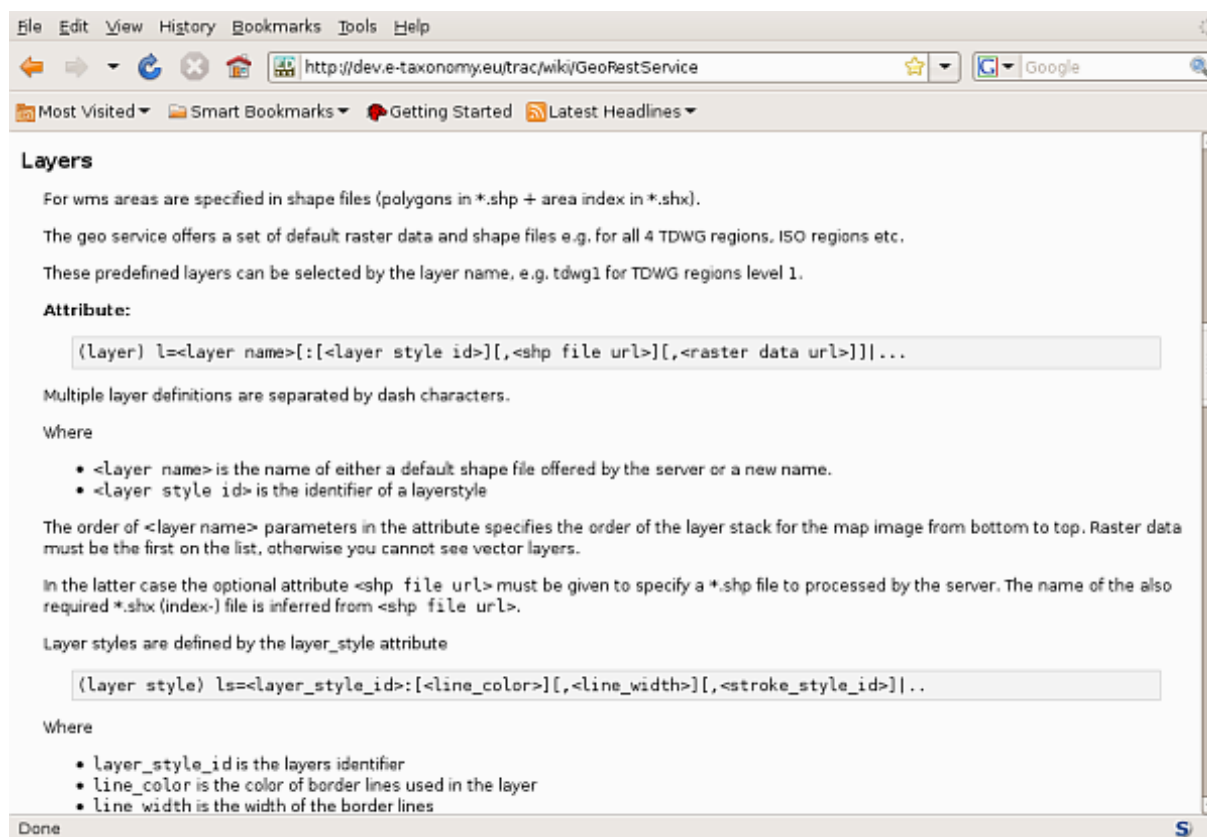 File Edit View History Bookmarks Tools Help
http://dev.e-taxonomy.eu/trac/wiki/GeoRestService
G Google
Most Visited Smart Bookmarks Getting Started Latest Headlines
Layers
For wms areas are specified in shape files (polygons in *.shp + area index in *.shx).
The geo service offers a set of default raster data and shape files e.g. for all 4 TDWG regions, ISO regions etc.
These predefined layers can be selected by the layer name, e.g. tdwg1 for TDWG regions level 1.
Attribute:
(layer) l=<layer name>[:[<layer style id>][,<shp file url>][,<raster data url>]]|...
Multiple layer definitions are separated by dash characters.
Where
• <layer name> is the name of either a default shape file offered by the server or a new name.
• <layer style id> is the identifier of a layerstyle
The order of <layer name> parameters in the attribute specifies the order of the layer stack for the map image from bottom to top. Raster data
must be the first on the list, otherwise you cannot see vector layers.
In the latter case the optional attribute <shp file url> must be given to specify a *.shp file to processed by the server. The name of the also
required *.shx (index-) file is inferred from <shp file url>.
Layer styles are defined by the layer_style attribute
(layer style) ls=<layer_style_id>:[<line_color>][,<line_width>][,<stroke_style_id>]|..
Where
• layer_style_id is the layers identifier
• line_color is the color of border lines used in the layer
• line_width is the width of the border lines
Done
S